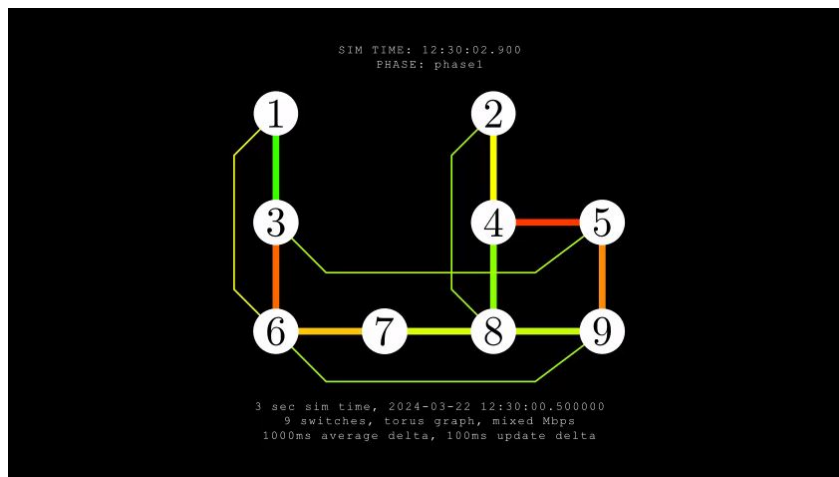 SIM TIME: 12:30:02.900
PHASE: phase1
1 2
3 4 5
6 7 8 9
3 sec sim time, 2024-03-22 12:30:00.500000
9 switches, torus graph, mixed Mbps
1000ms average delta, 100ms update delta